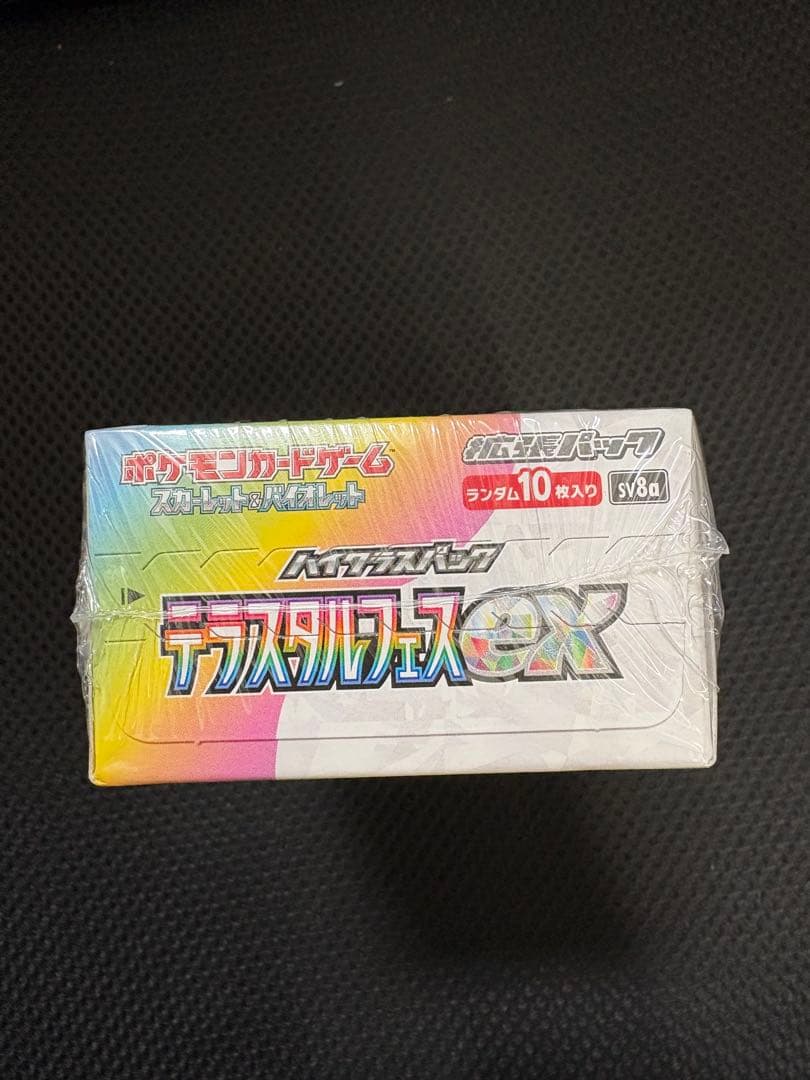 ポケモンカードゲーム™
スカーレット&バイオレット
拡張パック
ランダム10枚入り SV8a
ハイクラスパック
テラスタルフェスex